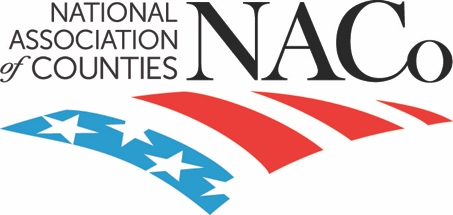 NATIONAL
ASSOCIATION
of COUNTIES
NACo